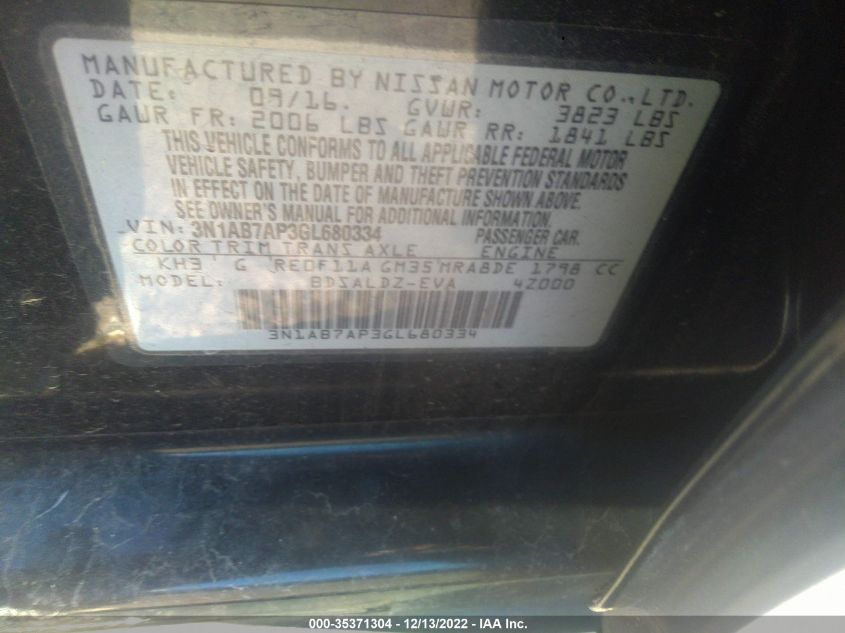 MANUFACTURED BY NISSAN MOTOR CO., LTD.
DATE: 09/16. GVWR: 3823 LBS
GAWR FR: 2006 LBS GAWR RR: 1841 LBS
THIS VEHICLE CONFORMS TO ALL APPLICABLE FEDERAL MOTOR
VEHICLE SAFETY, BUMPER AND THEFT PREVENTION STANDARDS
IN EFFECT ON THE DATE OF MANUFACTURE SHOWN ABOVE.
SEE OWNER'S MANUAL FOR ADDITIONAL INFORMATION.
VIN: 3N1AB7AP3GL680334 PASSENGER CAR.
COLOR TRIM TRANS AXLE ENGINE
KH3 G RE0F11A GM35 MRA8DE 1798 CC
MODEL: BDSALDZ-EVA 4Z000
3N1AB7AP3GL680334
000-35371304 - 12/13/2022 - IAA Inc.